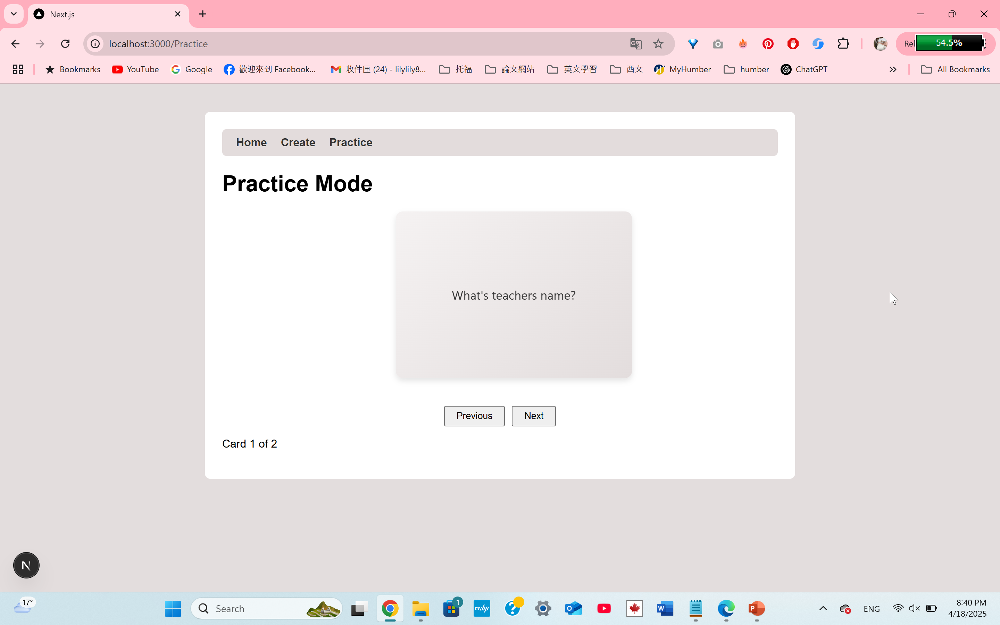 Next.js
localhost:3000/Practice
Rel
54.5%
Bookmarks
YouTube
Google
歡迎來到 Facebook...
收件匣 (24) - lilylily8...
托福
論文網站
英文學習
西文
MyHumber
humber
ChatGPT
All Bookmarks
Home
Create
Practice
Practice Mode
What's teachers name?
Previous
Next
Card 1 of 2
N
17°
Search
1
myhp
ENG
8:40 PM
4/18/2025